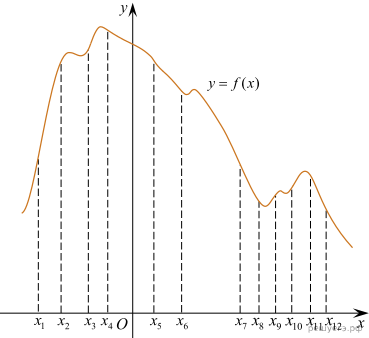 y
y = f(x)
x₁ x₂ x₃ x₄ O x₅ x₆ x₇ x₈ x₉ x₁₀ x₁₁ x₁₂ x